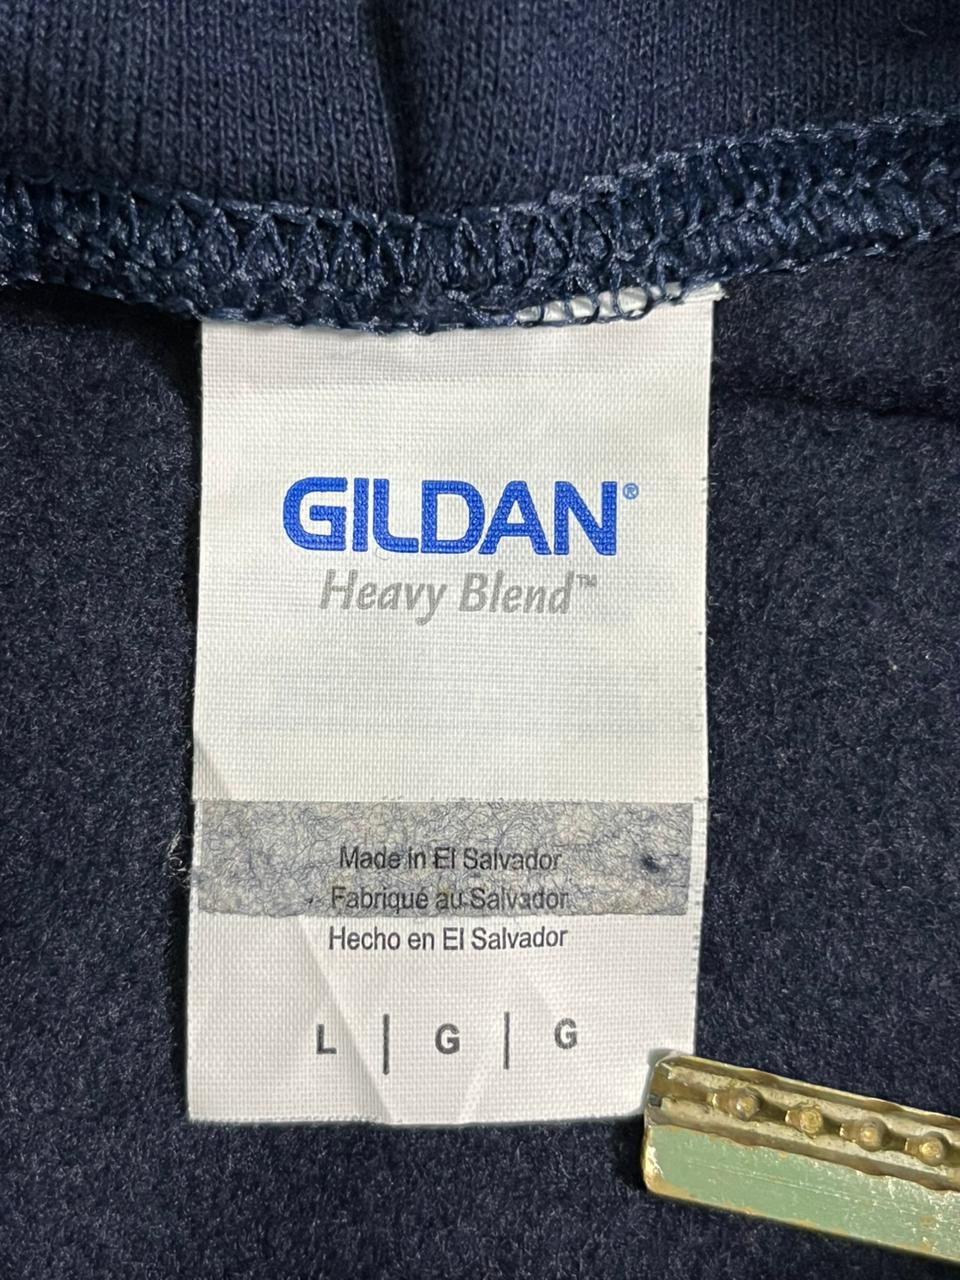 GILDAN®
Heavy Blend™
Made in El Salvador
Fabriqué au Salvador
Hecho en El Salvador
L | G | G